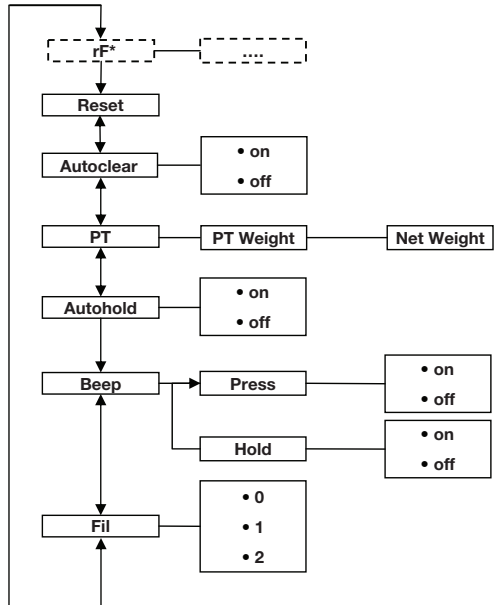 rF*
....
Reset
Autoclear
• on
• off
PT
PT Weight
Net Weight
Autohold
• on
• off
Beep
Press
• on
• off
Hold
• on
• off
Fil
• 0
• 1
• 2